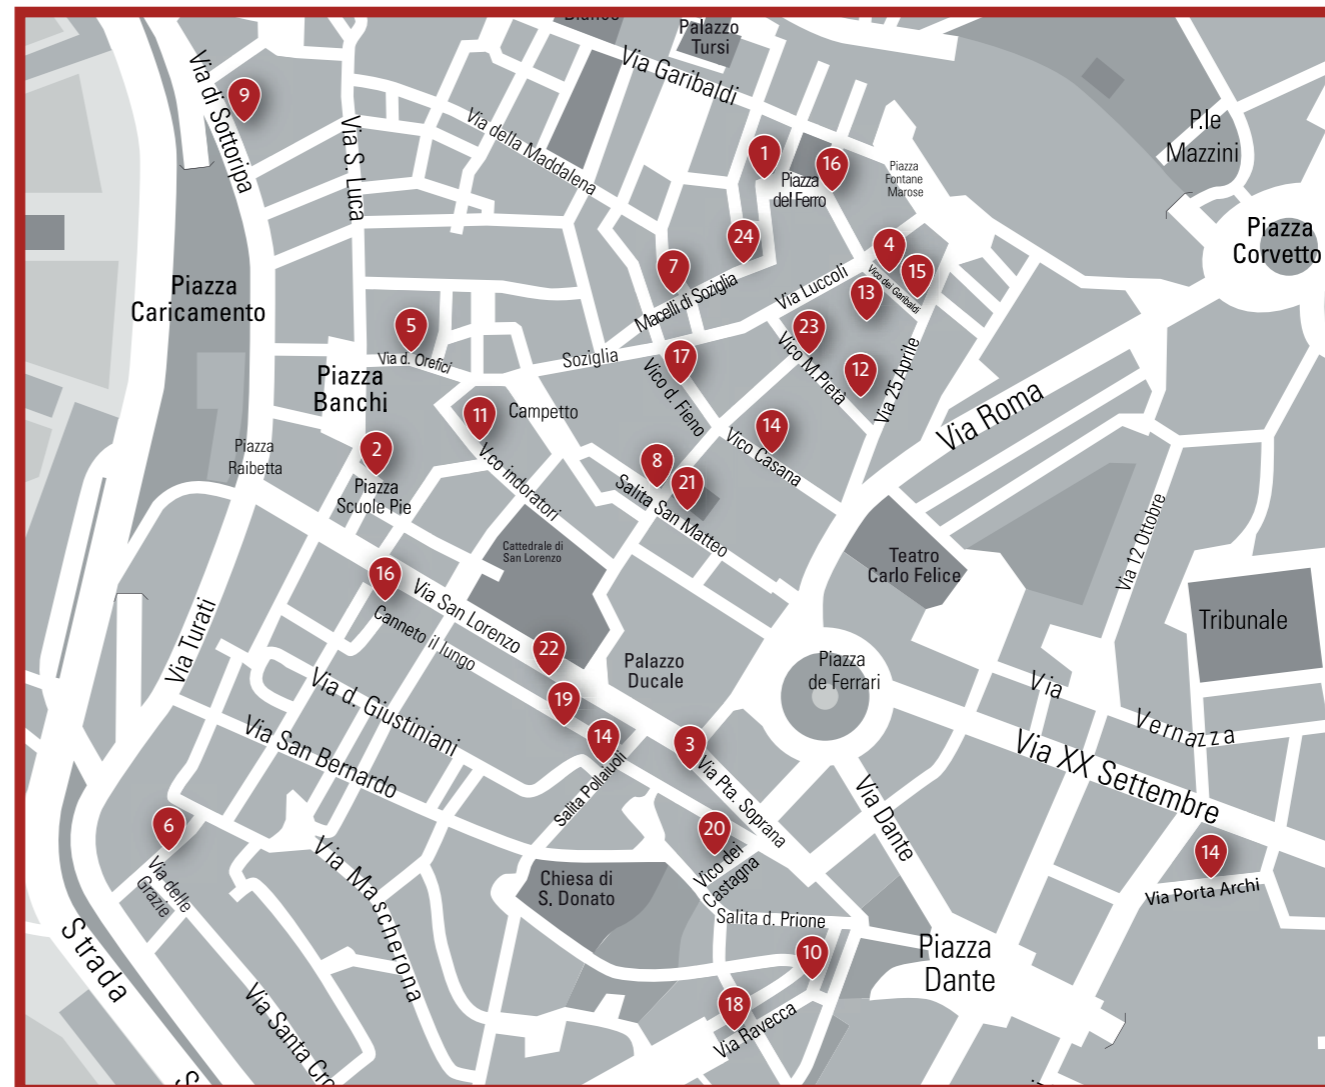 Palazzo
Tursi
Via Garibaldi
Via di Sottoripa
9
Via S. Luca
Via della Maddalena
P.le
Mazzini
1
16
Piazza
del Ferro
Piazza
Fontane
Marose
Piazza
Corvetto
24
4
15
7
Vico dei Garibaldi
13
Macelli di Soziglia
Via Luccoli
Piazza
Caricamento
5
Via d. Orefici
Soziglia
17
23
Vico M.Pietà
12
Via 25 Aprile
Piazza
Banchi
Vico d. Fieno
Via Roma
11
Campetto
14
Vico Casana
Piazza
Raibetta
2
Piazza
Scuole Pie
V.co indoratori
8
21
Salita San Matteo
Via 12 Ottobre
Cattedrale di
San Lorenzo
Teatro
Carlo Felice
16
Via San Lorenzo
Canneto il lungo
Tribunale
Via Turati
22
Palazzo
Ducale
Piazza
de Ferrari
Via d. Giustiniani
19
14
Salita Pollaiuoli
3
Via Pta. Soprana
Via
Vernazza
Via XX Settembre
Via San Bernardo
Via Dante
6
Via delle
Grazie
Via Mascherona
20
Vico dei
Castagna
14
Via Porta Archi
Chiesa di
S. Donato
Salita d. Prione
Piazza
Dante
Strada
10
18
Via Ravecca
Via Santa Cro